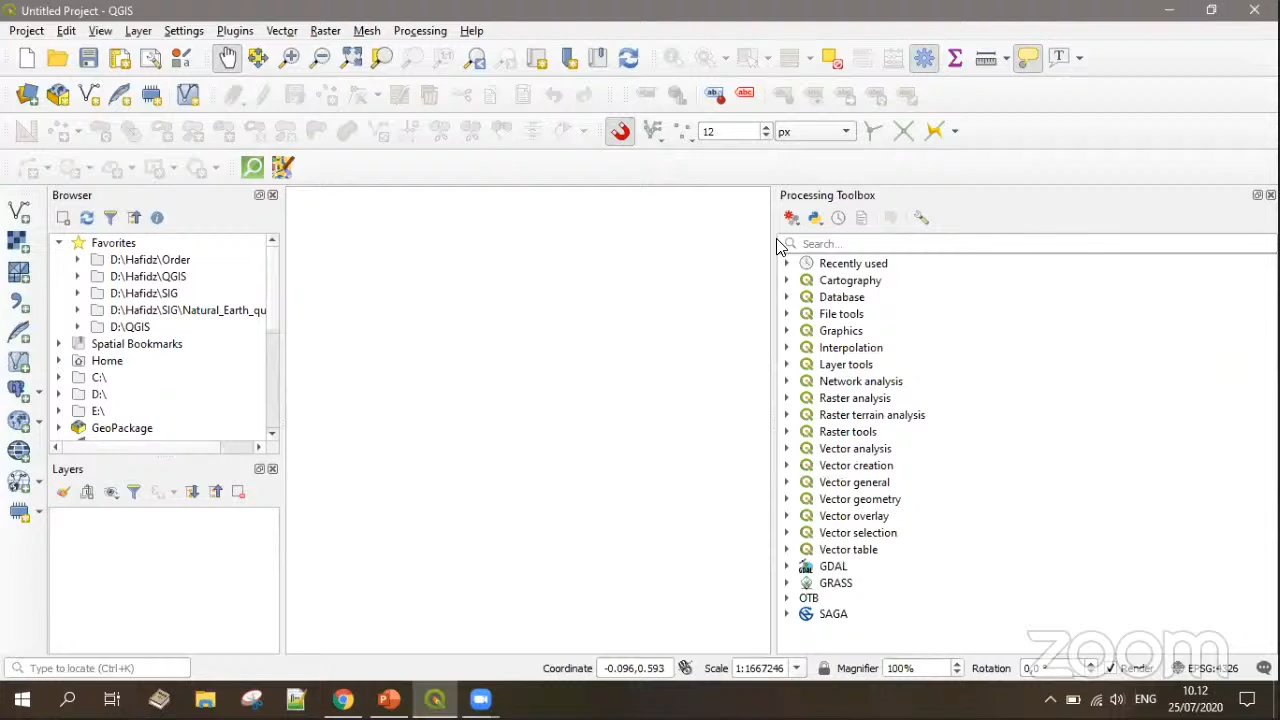 Untitled Project - QGIS
Project Edit View Layer Settings Plugins Vector Raster Mesh Processing Help
12 px
Browser
Favorites
D:\Hafidz\Order
D:\Hafidz\QGIS
D:\Hafidz\SIG
D:\Hafidz\SIG\Natural_Earth_qu
D:\QGIS
Spatial Bookmarks
Home
C:\
D:\
E:\
GeoPackage
Layers
Processing Toolbox
Search...
Recently used
Cartography
Database
File tools
Graphics
Interpolation
Layer tools
Network analysis
Raster analysis
Raster terrain analysis
Raster tools
Vector analysis
Vector creation
Vector general
Vector geometry
Vector overlay
Vector selection
Vector table
GDAL
GRASS
OTB
SAGA
zoom
Type to locate (Ctrl+K) Coordinate -0.096,0.593 Scale 1:1667246 Magnifier 100% Rotation 0,0 ° Render EPSG:4326
ENG
10.12
25/07/2020